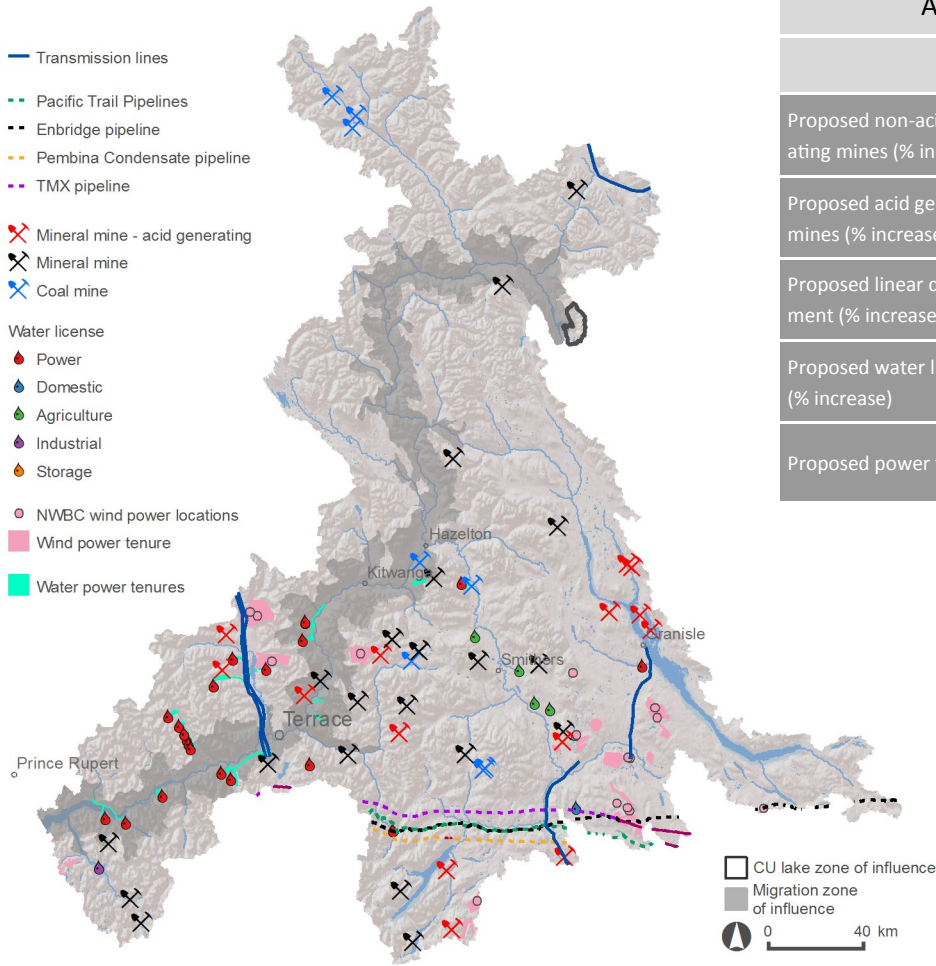 Transmission lines
Pacific Trail Pipelines
Enbridge pipeline
Pembina Condensate pipeline
TMX pipeline
Mineral mine - acid generating
Mineral mine
Coal mine
Water license
Power
Domestic
Agriculture
Industrial
Storage
NWBC wind power locations
Wind power tenure
Water power tenures
Hazelton
Kitwanga
Granisle
Smithers
Terrace
Prince Rupert
CU lake zone of influence
Migration zone
of influence
0 40 km
A
Proposed non-aci
ating mines (% in
Proposed acid ge
mines (% increase
Proposed linear d
ment (% increase
Proposed water l
(% increase)
Proposed power t